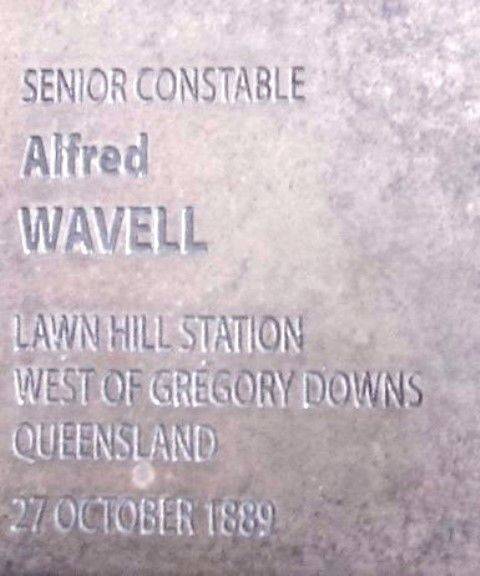 SENIOR CONSTABLE
Alfred
WAVELL
LAWN HILL STATION
WEST OF GREGORY DOWNS
QUEENSLAND
27 OCTOBER 1889